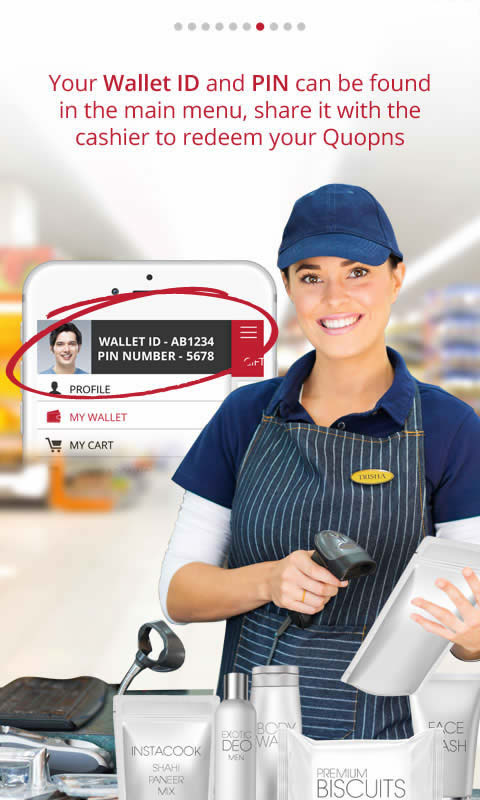 Your Wallet ID and PIN can be found
in the main menu, share it with the
cashier to redeem your Quopns
WALLET ID - AB1234
PIN NUMBER - 5678
GIFT
PROFILE
MY WALLET
MY CART
TRISHA
INSTACOOK
SHAHI
PANEER
MIX
EXOTIC
DEO
MEN
BODY
WA
PREMIUM
BISCUITS
FACE
ASH